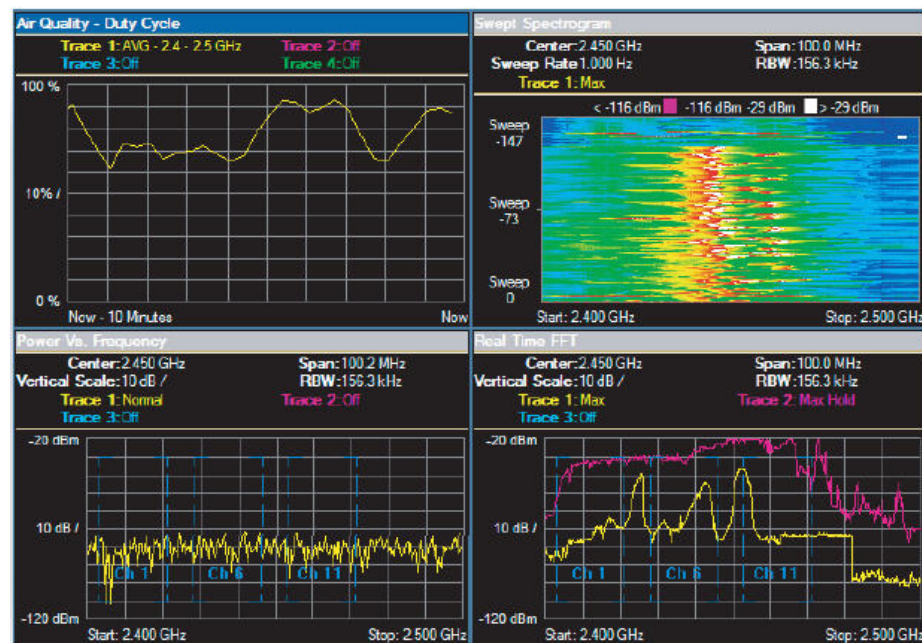 Air Quality - Duty Cycle
Trace 1: AVG - 2.4 - 2.5 GHz Trace 2: Off
Trace 3: Off Trace 4: Off
100 %
10% /
0 %
Now - 10 Minutes Now
Swept Spectrogram
Center: 2.450 GHz Span: 100.0 MHz
Sweep Rate 1.000 Hz RBW: 156.3 kHz
Trace 1: Max
< -116 dBm -116 dBm -29 dBm > -29 dBm
Sweep
-147
Sweep
-73
Sweep
0
Start: 2.400 GHz Stop: 2.500 GHz
Power Vs. Frequency
Center: 2.450 GHz Span: 100.2 MHz
Vertical Scale: 10 dB / RBW: 156.3 kHz
Trace 1: Normal Trace 2: Off
Trace 3: Off
-20 dBm
10 dB /
Ch 1 Ch 6 Ch 11
-120 dBm
Start: 2.400 GHz Stop: 2.500 GHz
Real Time FFT
Center: 2.450 GHz Span: 100.0 MHz
Vertical Scale: 10 dB / RBW: 156.3 kHz
Trace 1: Max Trace 2: Max Hold
Trace 3: Off
-20 dBm
10 dB /
Ch 1 Ch 6 Ch 11
-120 dBm
Start: 2.400 GHz Stop: 2.500 GHz